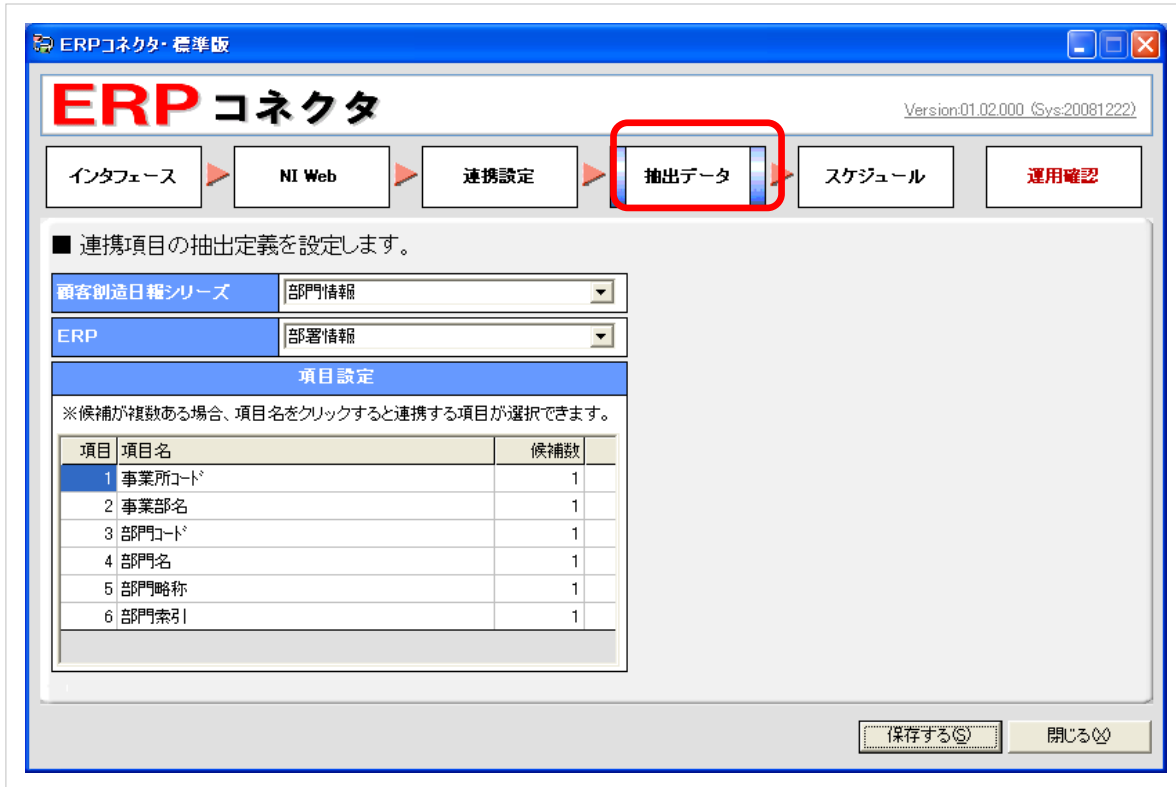 ERPコネクタ・標準版
ERP コネクタ
Version:01.02.000 (Sys:20081222)
インタフェース NI Web 連携設定 抽出データ スケジュール 運用確認
■ 連携項目の抽出定義を設定します。
顧客創造日報シリーズ 部門情報
ERP 部署情報
項目設定
※候補が複数ある場合、項目名をクリックすると連携する項目が選択できます。
項目 項目名 候補数
1 事業所ｺｰﾄﾞ 1
2 事業部名 1
3 部門ｺｰﾄﾞ 1
4 部門名 1
5 部門略称 1
6 部門索引 1
保存する(S) 閉じる(X)